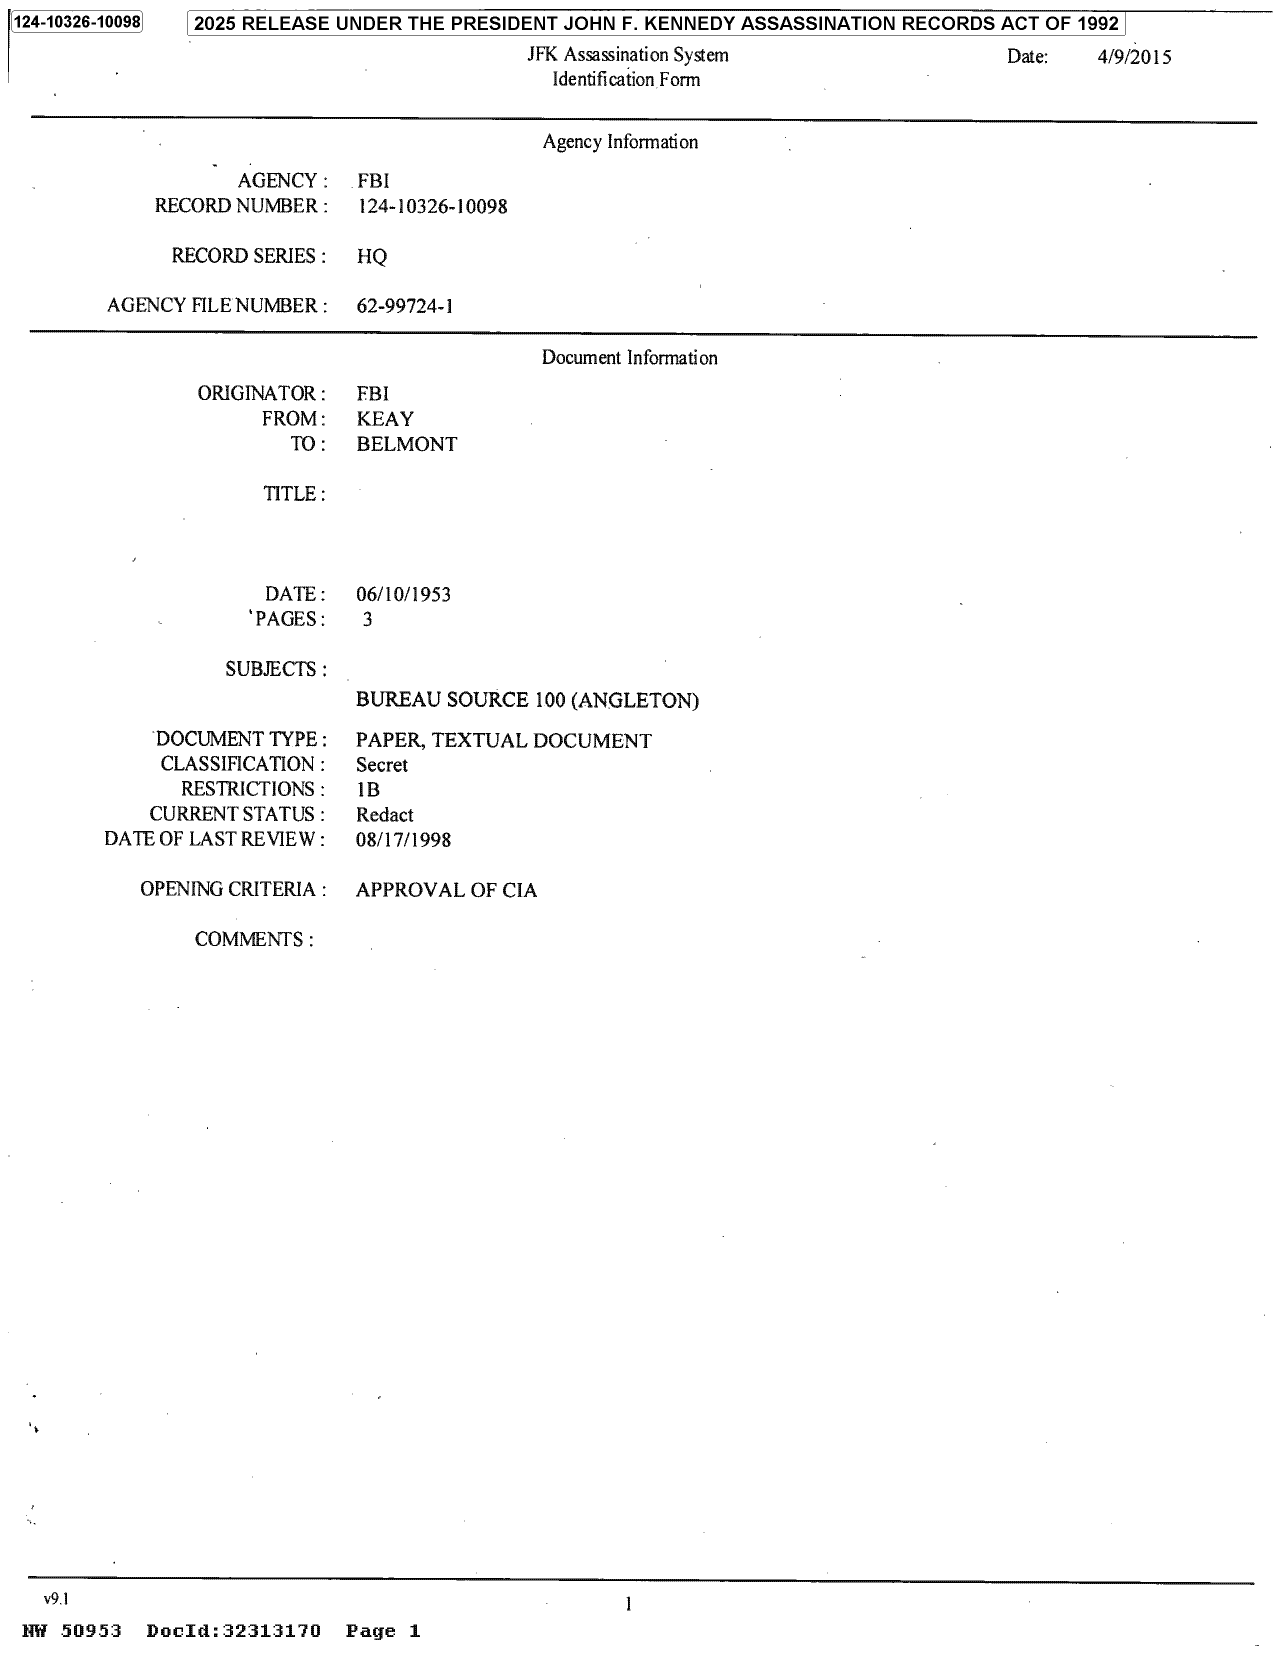 124-10326-10098
2025 RELEASE UNDER THE PRESIDENT JOHN F. KENNEDY ASSASSINATION RECORDS ACT OF 1992
JFK Assassination System
Date: 4/9/2015
Identification Form
Agency Information
AGENCY : FBI
RECORD NUMBER : 124-10326-10098
RECORD SERIES : HQ
AGENCY FILE NUMBER : 62-99724-1
Document Information
ORIGINATOR : FBI
FROM : KEAY
TO : BELMONT
TITLE :
DATE : 06/10/1953
PAGES : 3
SUBJECTS :
BUREAU SOURCE 100 (ANGLETON)
DOCUMENT TYPE : PAPER, TEXTUAL DOCUMENT
CLASSIFICATION : Secret
RESTRICTIONS : 1B
CURRENT STATUS : Redact
DATE OF LAST REVIEW : 08/17/1998
OPENING CRITERIA : APPROVAL OF CIA
COMMENTS :
v9.1
1
NW 50953 DocId:32313170 Page 1